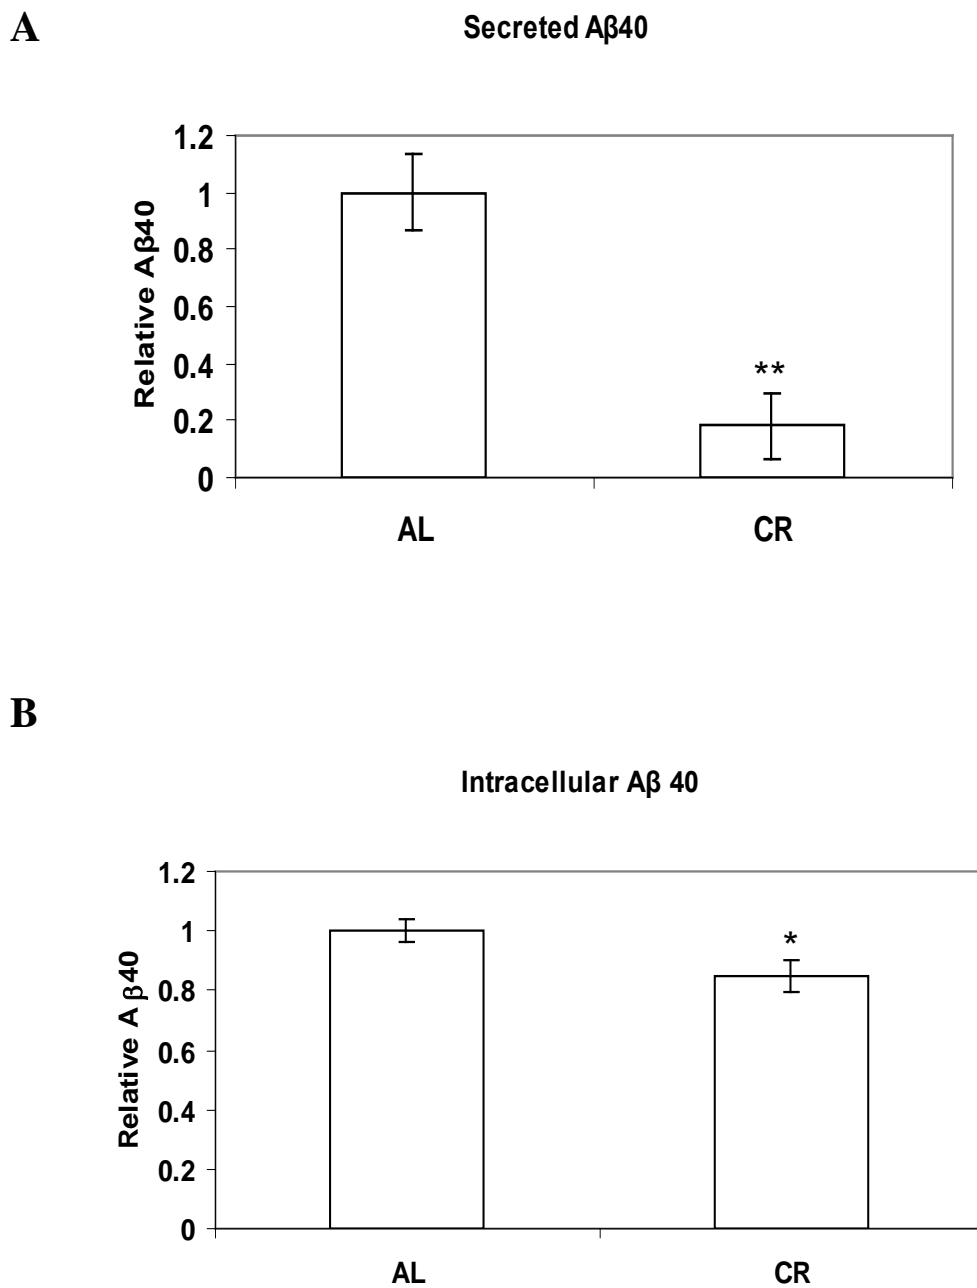 A
Secreted Aβ40
1.2
1
0.8
0.6
0.4
0.2
0
Relative Aβ40
**
AL
CR
B
Intracellular Aβ 40
1.2
1
0.8
0.6
0.4
0.2
0
Relative A β40
*
AL
CR